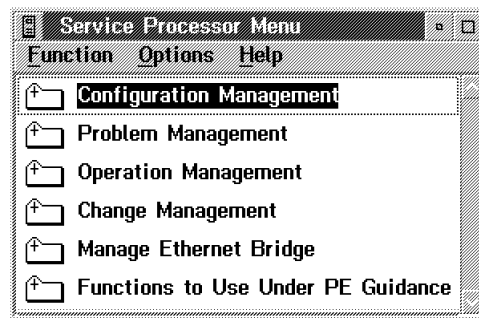 Service Processor Menu
Function Options Help
Configuration Management
Problem Management
Operation Management
Change Management
Manage Ethernet Bridge
Functions to Use Under PE Guidance